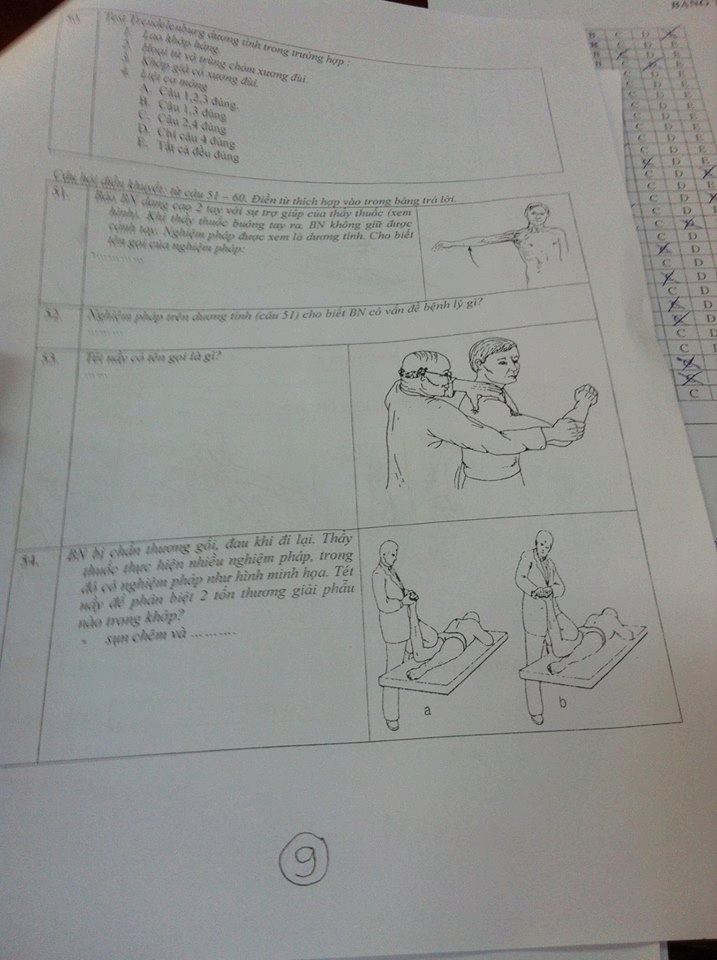 BẢNG T
Test Trendelenburg dương tính trong trường hợp :
1. Lao khớp háng.
2. Hoại tử vô trùng chỏm xương đùi.
3. Khớp giả cổ xương đùi.
4. Liệt cơ mông
A. Câu 1,2,3 đúng.
B. Câu 1,3 đúng
C. Câu 2,4 đúng
D. Chỉ câu 4 đúng
E. Tất cả đều đúng
Câu hỏi điền khuyết: từ câu 51 – 60. Điền từ thích hợp vào trong bảng trả lời.
51. Bảo BN dang cao 2 tay với sự trợ giúp của thầy thuốc (xem
hình). Khi thầy thuốc buông tay ra. BN không giữ được
cánh tay. Nghiệm pháp được xem là dương tính. Cho biết
tên gọi của nghiệm pháp:
............
52. Nghiệm pháp trên dương tính (câu 51) cho biết BN có vấn đề bệnh lý gì?
........
53. Tét nầy có tên gọi là gì?
......
54. BN bị chấn thương gối, đau khi đi lại. Thầy
thuốc thực hiện nhiều nghiệm pháp, trong
đó có nghiệm pháp như hình minh họa. Tét
nầy để phân biệt 2 tổn thương giải phẫu
nào trong khớp?
- sụn chêm và ..........
a
b
9